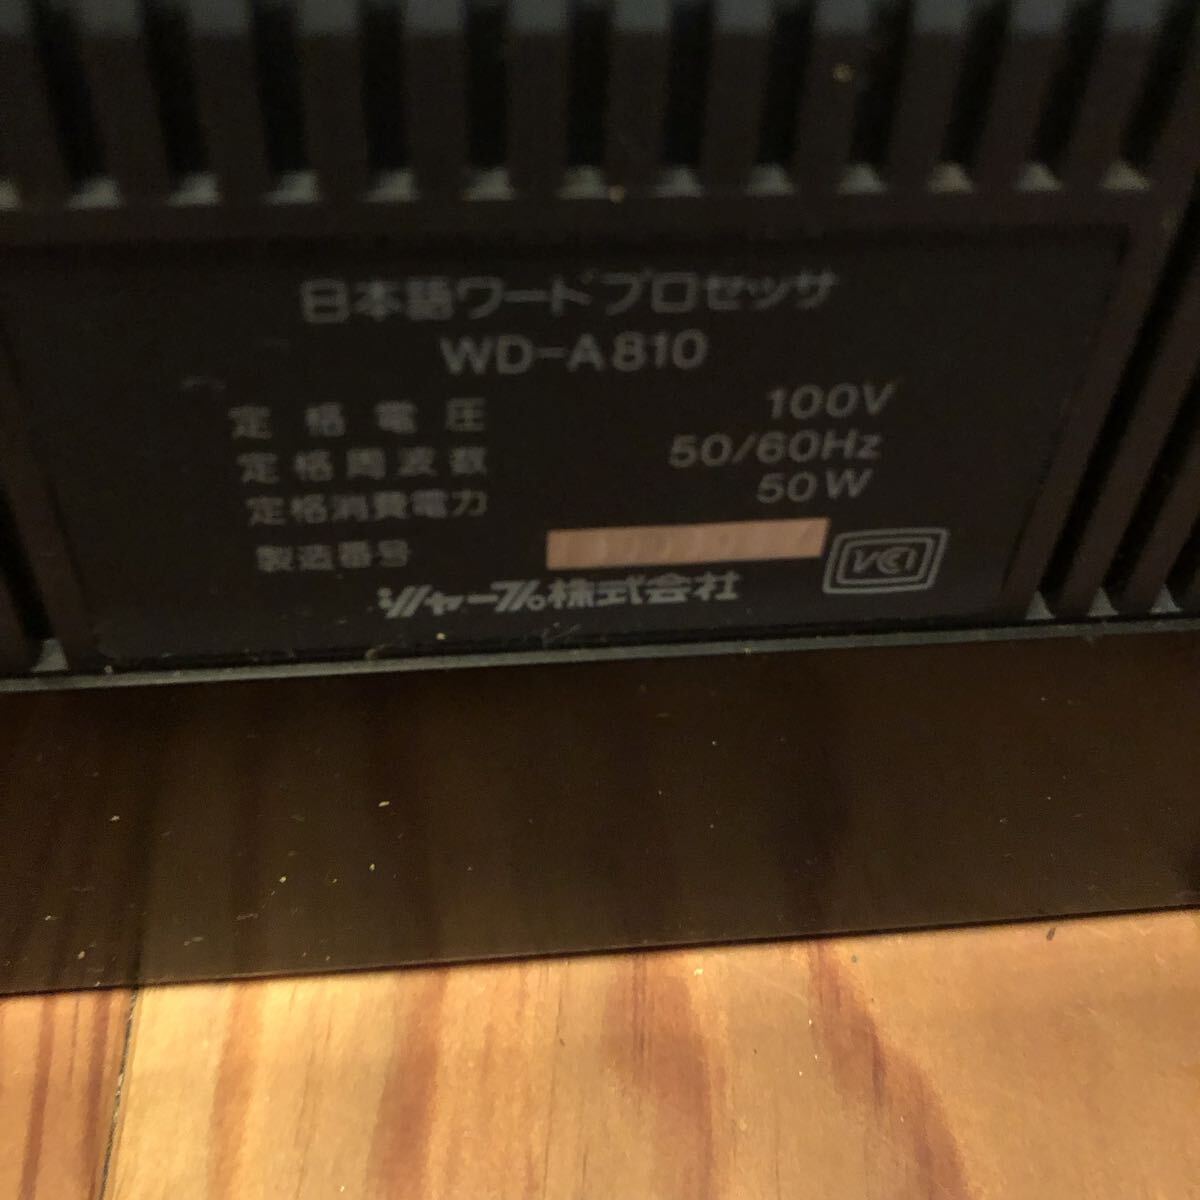 日本語ワードプロセッサ
WD-A810
定格電圧 100V
定格周波数 50/60Hz
定格消費電力 50W
製造番号
シャープ株式会社
VCI